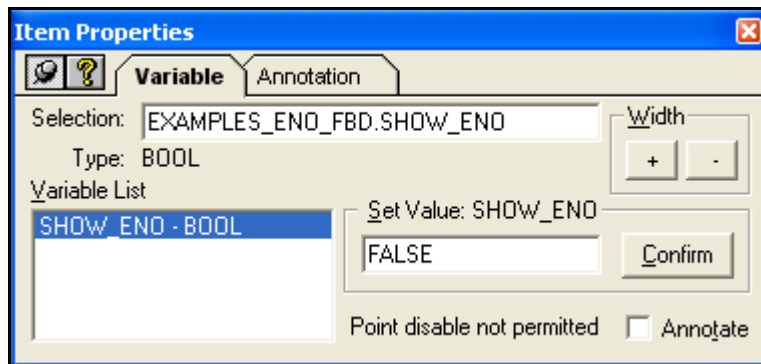 Item Properties
? Variable Annotation
Selection: EXAMPLES_ENO_FBD.SHOW_ENO Width
Type: BOOL + -
Variable List
SHOW_ENO - BOOL Set Value: SHOW_ENO
FALSE Confirm
Point disable not permitted Annotate